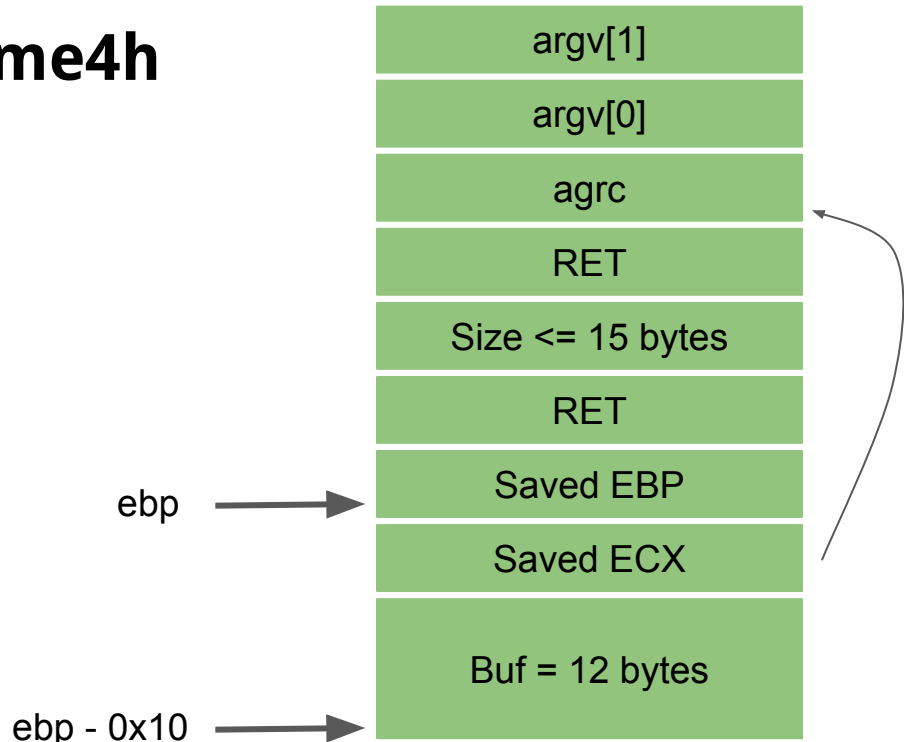 me4h
argv[1]
argv[0]
agrc
RET
Size <= 15 bytes
RET
Saved EBP
ebp
Saved ECX
Buf = 12 bytes
ebp - 0x10